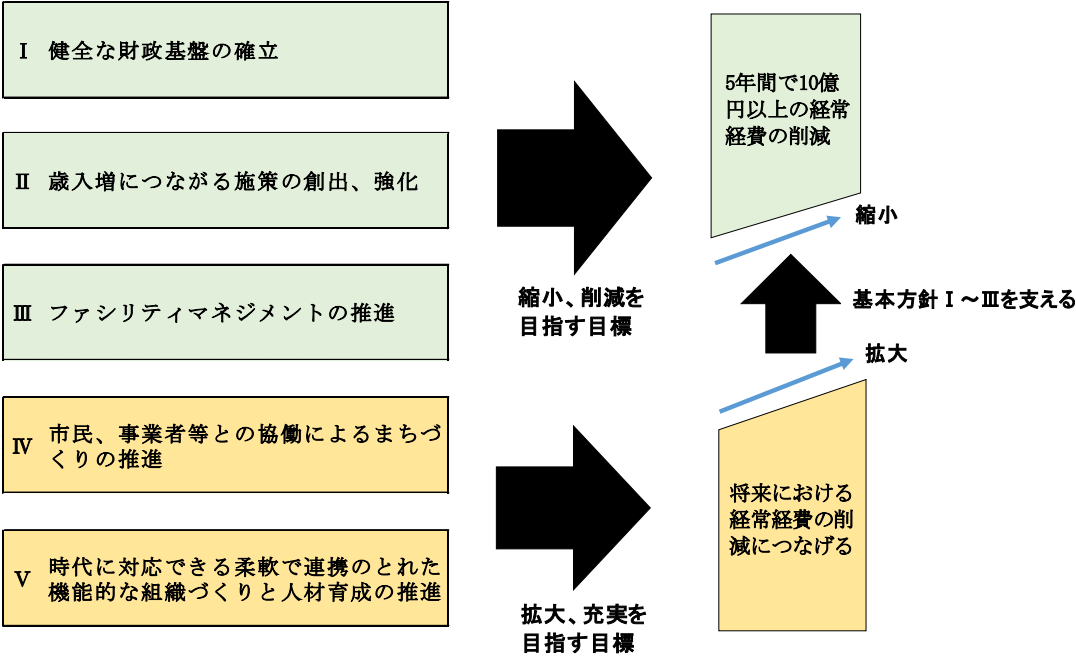 Ⅰ 健全な財政基盤の確立
Ⅱ 歳入増につながる施策の創出、強化
Ⅲ ファシリティマネジメントの推進
Ⅳ 市民、事業者等との協働によるまちづ
くりの推進
Ⅴ 時代に対応できる柔軟で連携のとれた
機能的な組織づくりと人材育成の推進
縮小、削減を
目指す目標
拡大、充実を
目指す目標
5年間で10億
円以上の経常
経費の削減
縮小
基本方針Ⅰ～Ⅲを支える
拡大
将来における
経常経費の削
減につなげる